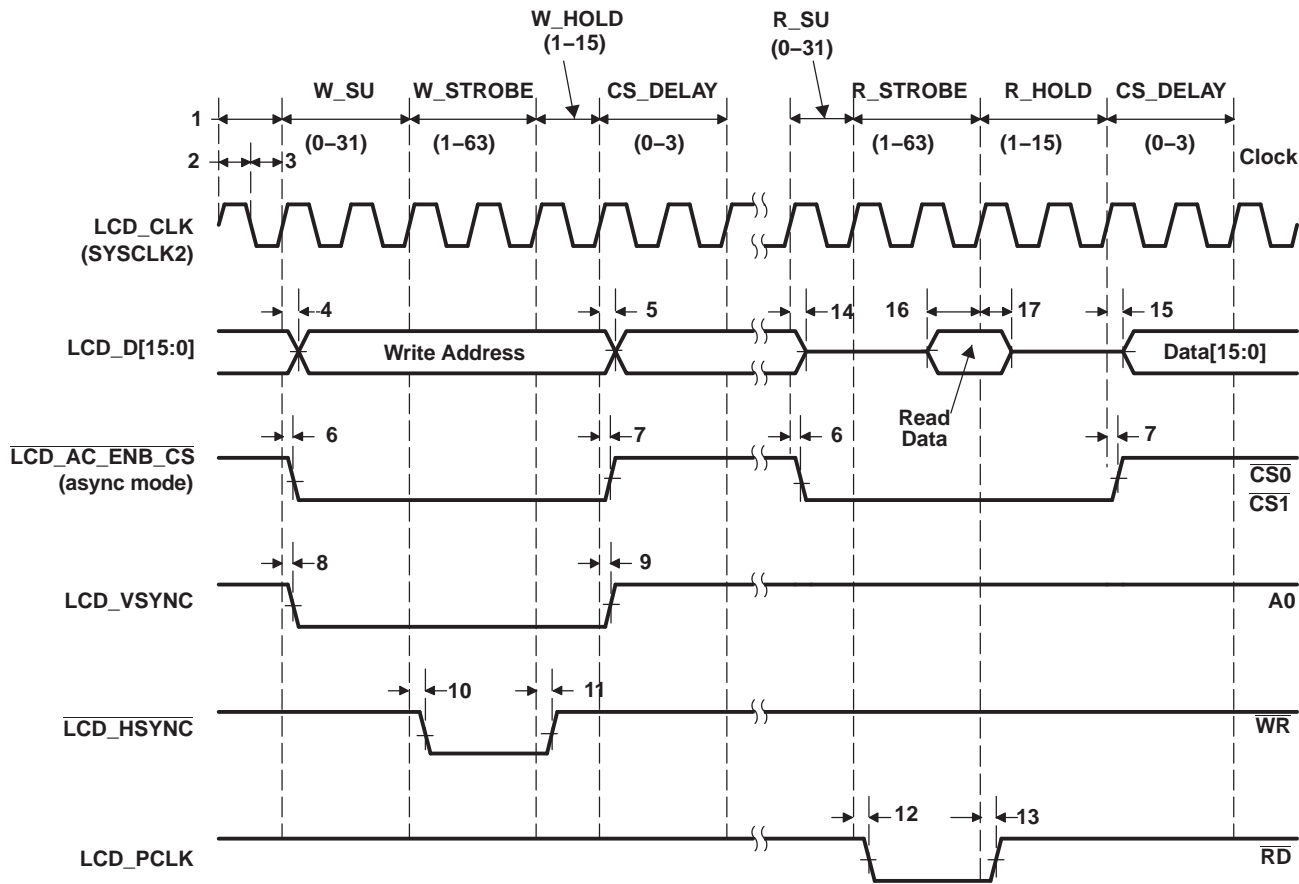 W_HOLD
(1–15)
R_SU
(0–31)
W_SU
W_STROBE
CS_DELAY
R_STROBE
R_HOLD
CS_DELAY
1
(0–31)
(1–63)
(0–3)
(1–63)
(1–15)
(0–3)
2
3
Clock
LCD_CLK
(SYSCLK2)
4
5
14
16
17
15
LCD_D[15:0]
Write Address
Data[15:0]
Read
Data
6
7
6
7
LCD_AC_ENB_CS
(async mode)
CS0
CS1
8
9
LCD_VSYNC
A0
10
11
LCD_HSYNC
WR
12
13
LCD_PCLK
RD